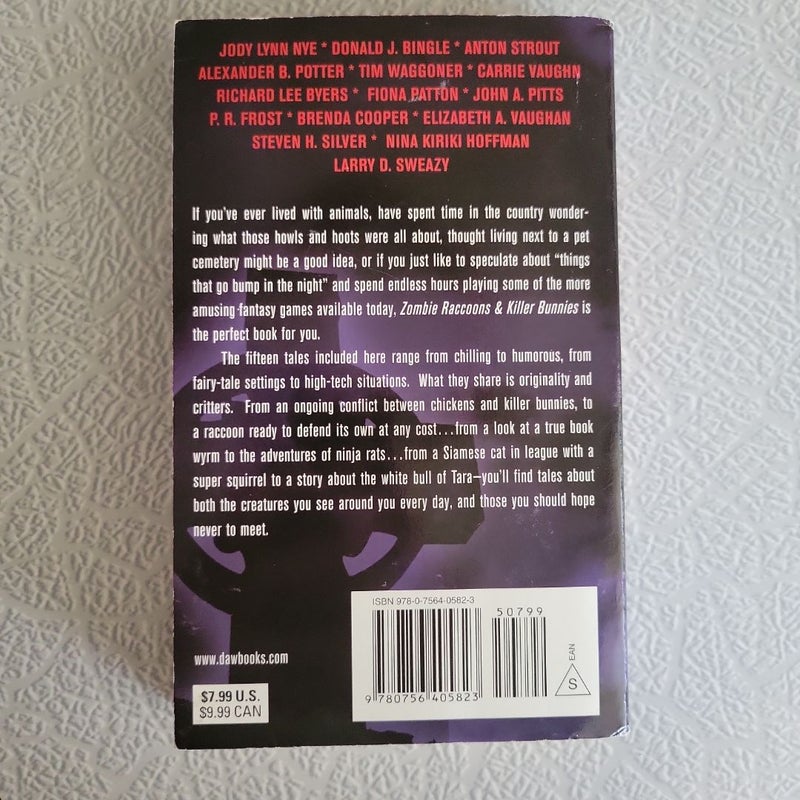 JODY LYNN NYE * DONALD J. BINGLE * ANTON STROUT
ALEXANDER B. POTTER * TIM WAGGONER * CARRIE VAUGHN
RICHARD LEE BYERS * FIONA PATTON * JOHN A. PITTS
P. R. FROST * BRENDA COOPER * ELIZABETH A. VAUGHAN
STEVEN H. SILVER * NINA KIRIKI HOFFMAN
LARRY D. SWEAZY
If you've ever lived with animals, have spent time in the country wonder-
ing what those howls and hoots were all about, thought living next to a pet
cemetery might be a good idea, or if you just like to speculate about "things
that go bump in the night" and spend endless hours playing some of the more
amusing fantasy games available today, Zombie Raccoons & Killer Bunnies is
the perfect book for you.
The fifteen tales included here range from chilling to humorous, from
fairy-tale settings to high-tech situations. What they share is originality and
critters. From an ongoing conflict between chickens and killer bunnies, to
a raccoon ready to defend its own at any cost...from a look at a true book
wyrm to the adventures of ninja rats...from a Siamese cat in league with a
super squirrel to a story about the white bull of Tara—you'll find tales about
both the creatures you see around you every day, and those you should hope
never to meet.
ISBN 978-0-7564-0582-3
50799
EAN
S
9 780756 405823
www.dawbooks.com
$7.99 U.S.
$9.99 CAN